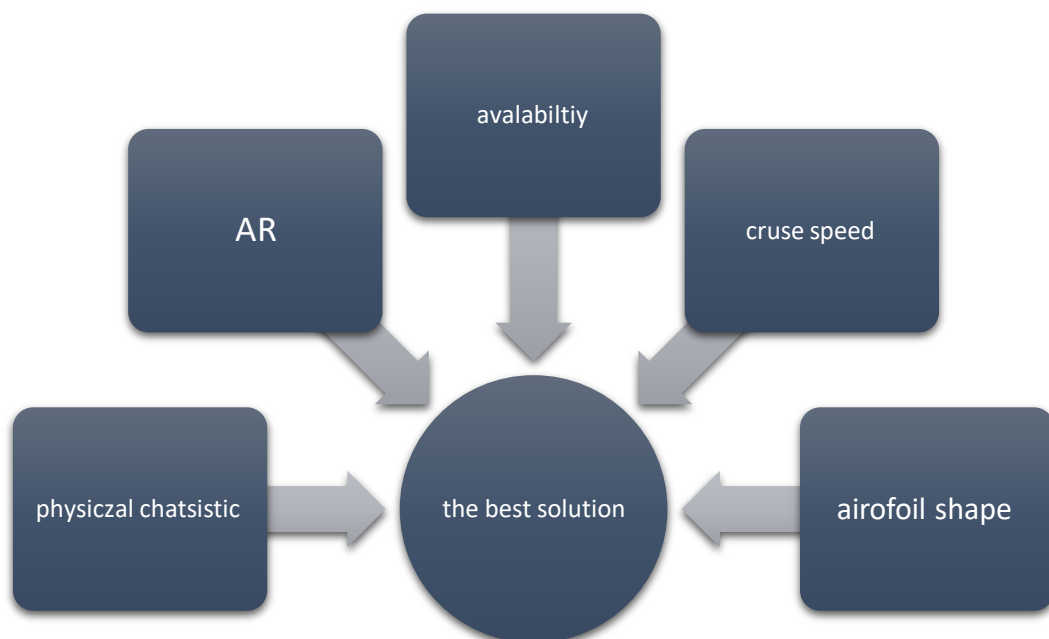 avalabiltiy
AR
cruse speed
physiczal chatsistic
the best solution
airofoil shape